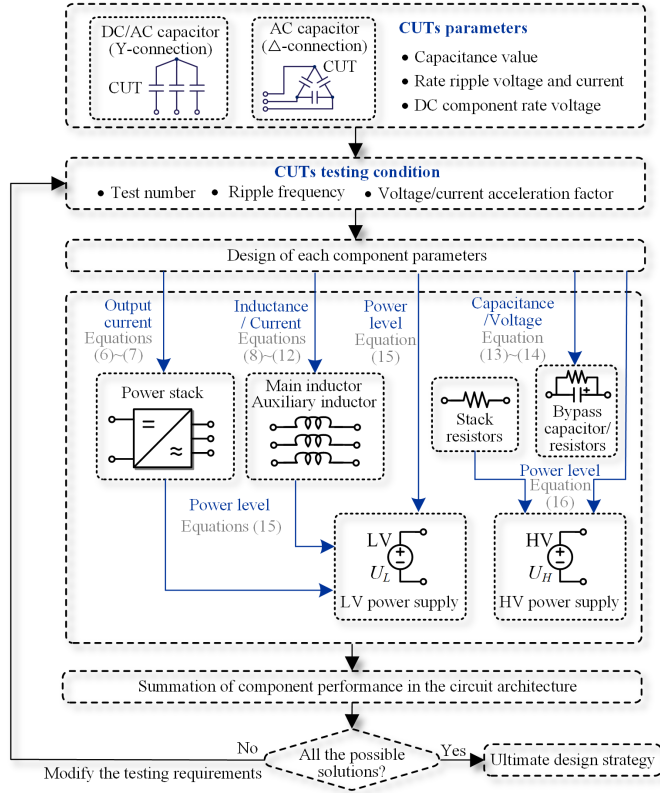 DC/AC capacitor
(Y-connection)
CUT
AC capacitor
(△-connection)
CUT
CUTs parameters
• Capacitance value
• Rate ripple voltage and current
• DC component rate voltage
CUTs testing condition
• Test number • Ripple frequency • Voltage/current acceleration factor
Design of each component parameters
Output
current
Equations
(6)~(7)
Inductance
/ Current
Equations
(8)~(12)
Power
level
Equation
(15)
Capacitance
/Voltage
Equation
(13)~(14)
Power stack
Main inductor
Auxiliary inductor
Stack
resistors
Bypass
capacitor/
resistors
Power level
Equations (15)
Power level
Equation
(16)
LV
U_L
LV power supply
HV
U_H
HV power supply
Summation of component performance in the circuit architecture
All the possible
solutions?
No
Modify the testing requirements
Yes
Ultimate design strategy